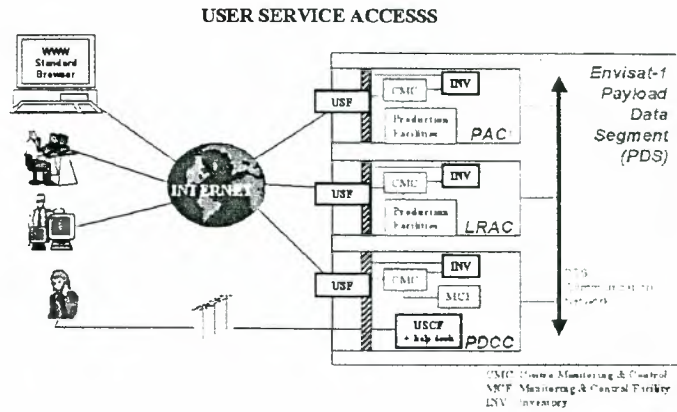 USER SERVICE ACCESSS
WWW
Standard
Browser
INTERNET
USF
CMC
INV
Production
Facilities
PAC
Envisat-1
Payload
Data
Segment
(PDS)
USF
CMC
INV
Production
Facilities
LRAC
USF
CMC
INV
MCF
USCF
+ help desk
PDCC
Network
CMC Centre Monitoring & Control
MCF Monitoring & Control Facility
INV Inventory